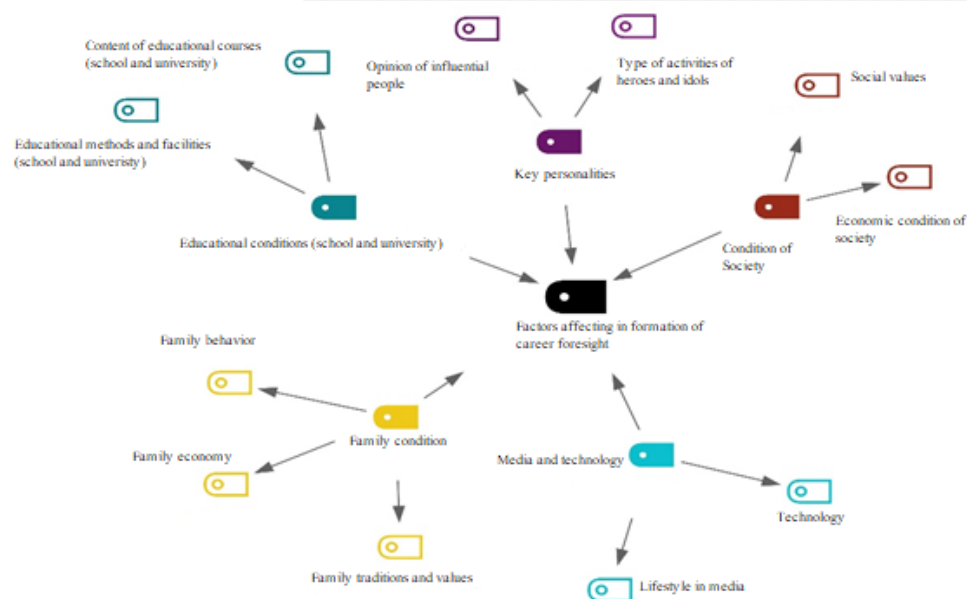 Content of educational courses
(school and university)
Opinion of influential
people
Type of activities of
heroes and idols
Social values
Educational methods and facilities
(school and univeristy)
Key personalities
Economic condition of
society
Educational conditions (school and university)
Condition of
Society
Factors affecting in formation of
career foresight
Family behavior
Family condition
Family economy
Media and technology
Technology
Family traditions and values
Lifestyle in media